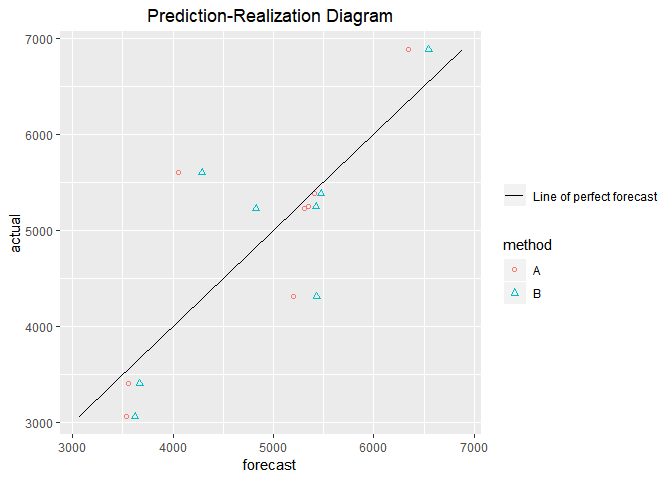 Prediction-Realization Diagram
7000
6000
5000
4000
3000
actual
3000 4000 5000 6000 7000
forecast
Line of perfect forecast
method
A
B